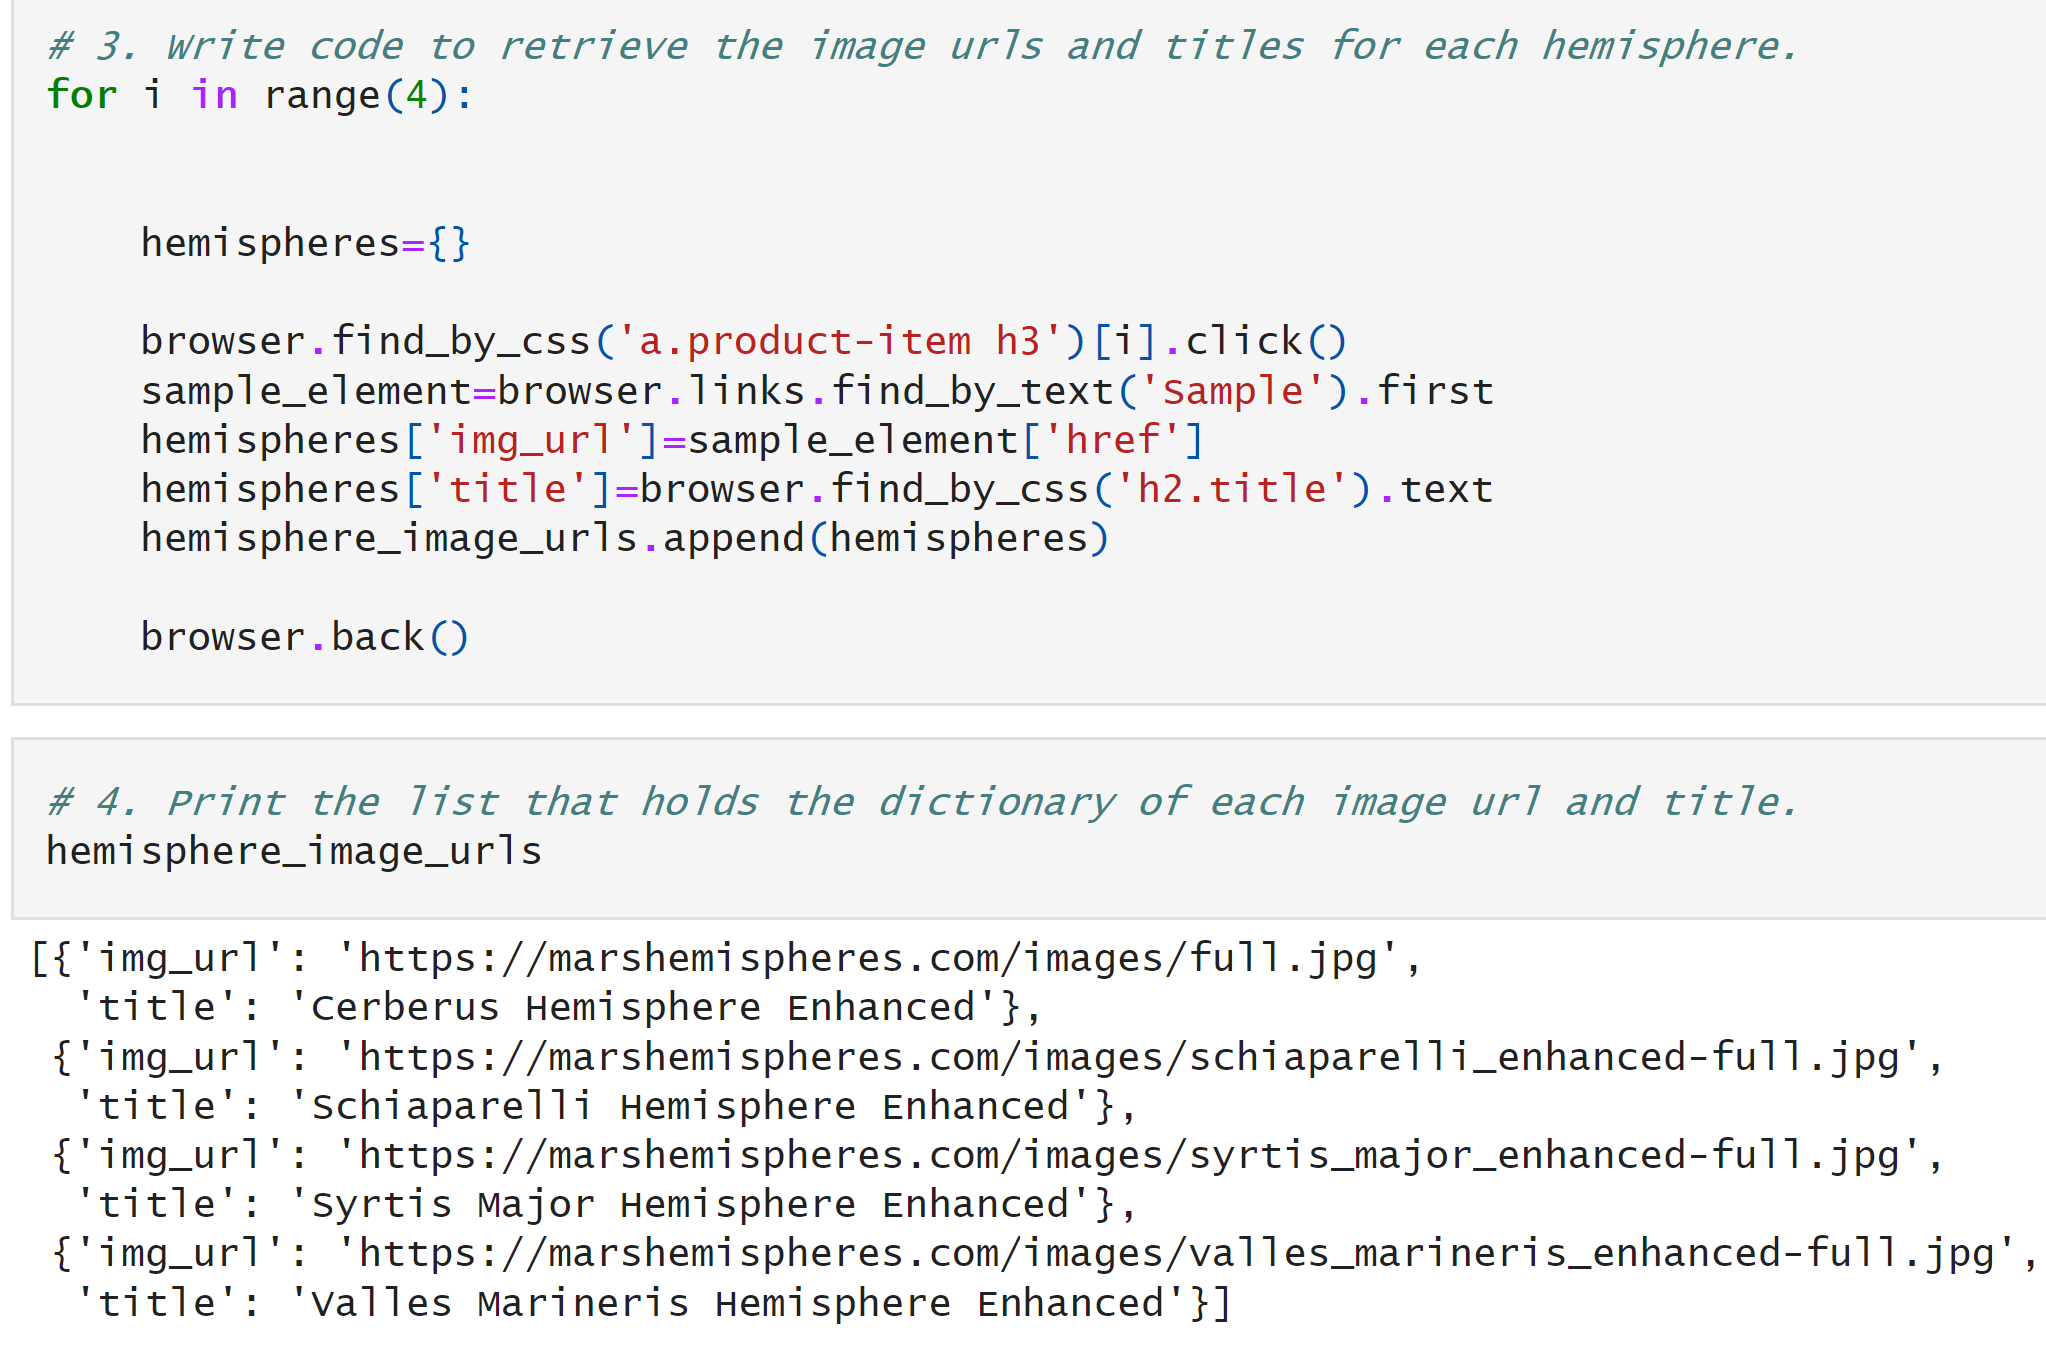 # 3. Write code to retrieve the image urls and titles for each hemisphere.
for i in range(4):
hemispheres={}
browser.find_by_css('a.product-item h3')[i].click()
sample_element=browser.links.find_by_text('Sample').first
hemispheres['img_url']=sample_element['href']
hemispheres['title']=browser.find_by_css('h2.title').text
hemisphere_image_urls.append(hemispheres)
browser.back()
# 4. Print the list that holds the dictionary of each image url and title.
hemisphere_image_urls
[{'img_url': 'https://marshemispheres.com/images/full.jpg',
'title': 'Cerberus Hemisphere Enhanced'},
{'img_url': 'https://marshemispheres.com/images/schiaparelli_enhanced-full.jpg',
'title': 'Schiaparelli Hemisphere Enhanced'},
{'img_url': 'https://marshemispheres.com/images/syrtis_major_enhanced-full.jpg',
'title': 'Syrtis Major Hemisphere Enhanced'},
{'img_url': 'https://marshemispheres.com/images/valles_marineris_enhanced-full.jpg',
'title': 'Valles Marineris Hemisphere Enhanced'}]